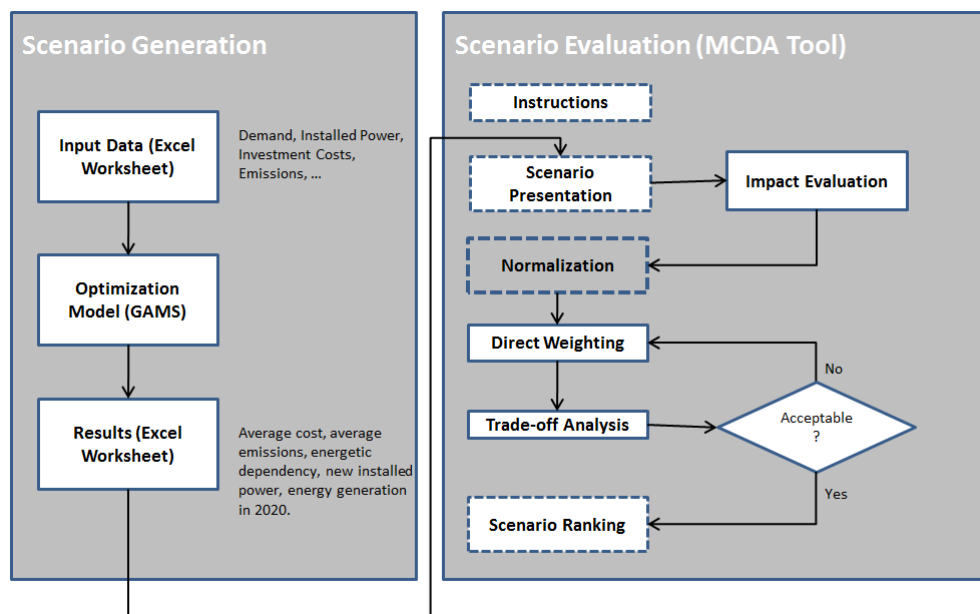 Scenario Generation
Input Data (Excel
Worksheet)
Demand, Installed Power,
Investment Costs,
Emissions, ...
Optimization
Model (GAMS)
Results (Excel
Worksheet)
Average cost, average
emissions, energetic
dependency, new installed
power, energy generation
in 2020.
Scenario Evaluation (MCDA Tool)
Instructions
Scenario
Presentation
Impact Evaluation
Normalization
Direct Weighting
No
Trade-off Analysis
Acceptable
?
Yes
Scenario Ranking